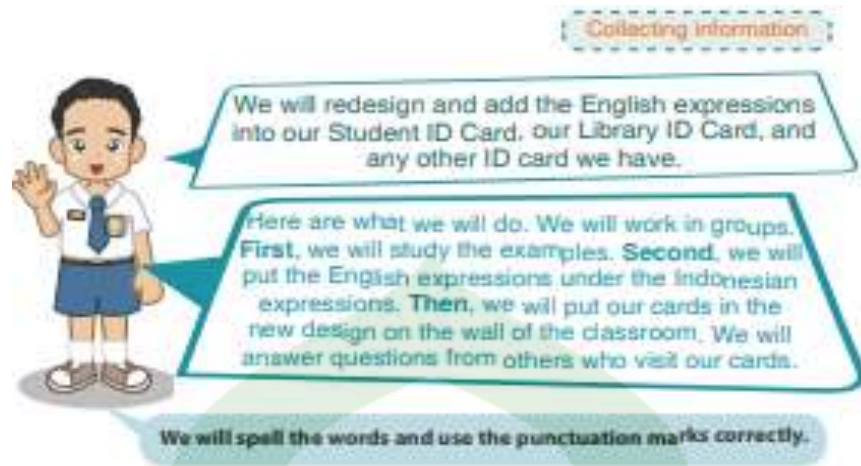 Collecting Information
We will redesign and add the English expressions
into our Student ID Card, our Library ID Card, and
any other ID card we have.
Here are what we will do. We will work in groups.
First, we will study the examples. Second, we will
put the English expressions under the Indonesian
expressions. Then, we will put our cards in the
new design on the wall of the classroom. We will
answer questions from others who visit our cards.
We will spell the words and use the punctuation marks correctly.